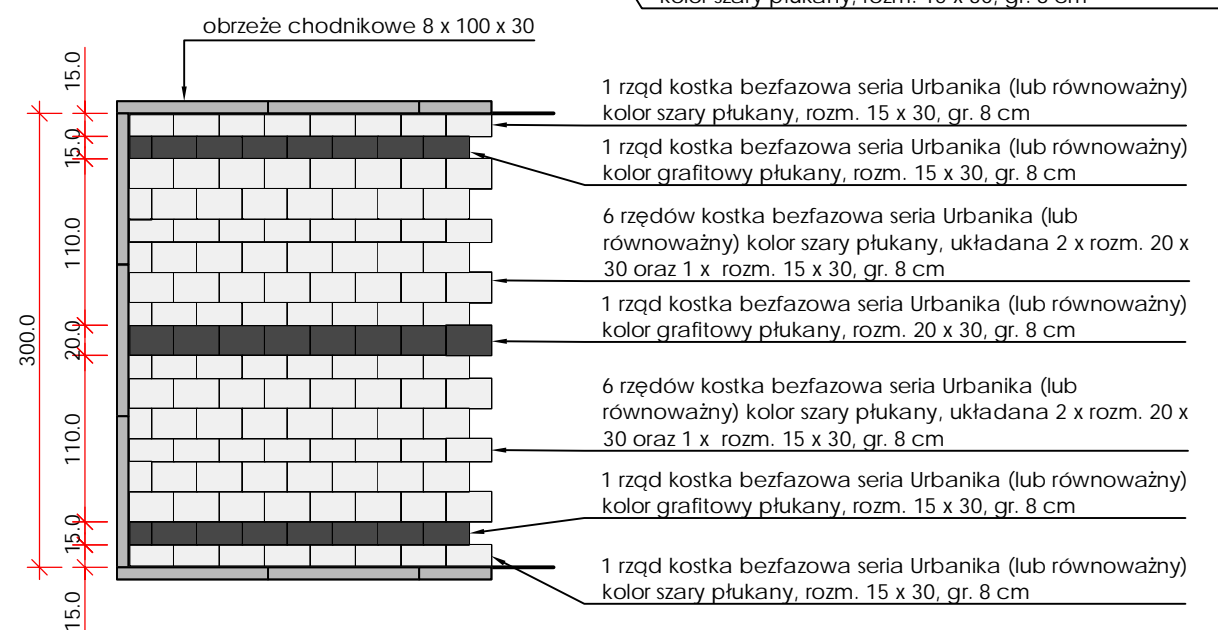 kolor szary płukany, rozm. 15 x 30, gr. 8 cm
obrzeże chodnikowe 8 x 100 x 30
15.0
15.0
110.0
300.0
20.0
110.0
15.0
15.0
1 rząd kostka bezfazowa seria Urbanika (lub równoważny)
kolor szary płukany, rozm. 15 x 30, gr. 8 cm
1 rząd kostka bezfazowa seria Urbanika (lub równoważny)
kolor grafitowy płukany, rozm. 15 x 30, gr. 8 cm
6 rzędów kostka bezfazowa seria Urbanika (lub
równoważny) kolor szary płukany, układana 2 x rozm. 20 x
30 oraz 1 x rozm. 15 x 30, gr. 8 cm
1 rząd kostka bezfazowa seria Urbanika (lub równoważny)
kolor grafitowy płukany, rozm. 20 x 30, gr. 8 cm
6 rzędów kostka bezfazowa seria Urbanika (lub
równoważny) kolor szary płukany, układana 2 x rozm. 20 x
30 oraz 1 x rozm. 15 x 30, gr. 8 cm
1 rząd kostka bezfazowa seria Urbanika (lub równoważny)
kolor grafitowy płukany, rozm. 15 x 30, gr. 8 cm
1 rząd kostka bezfazowa seria Urbanika (lub równoważny)
kolor szary płukany, rozm. 15 x 30, gr. 8 cm